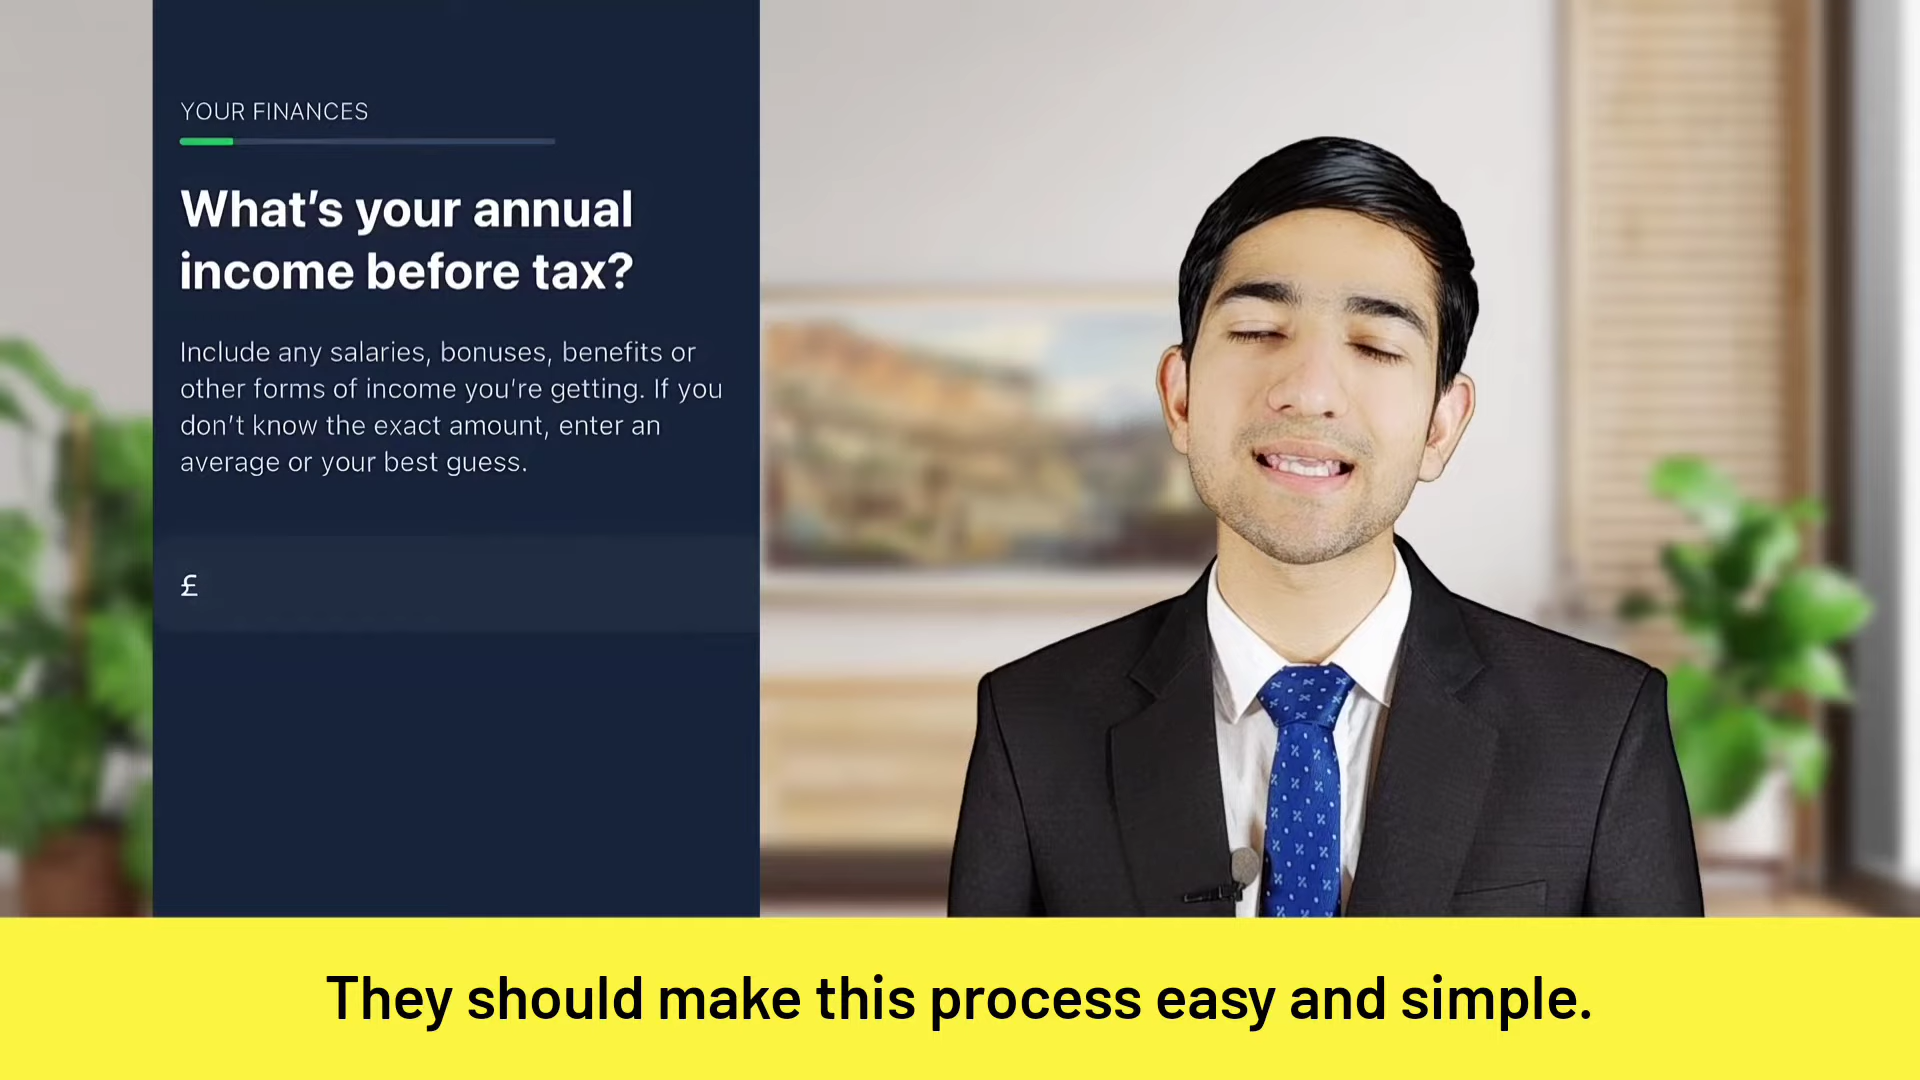 YOUR FINANCES
What’s your annual
income before tax?
Include any salaries, bonuses, benefits or
other forms of income you’re getting. If you
don’t know the exact amount, enter an
average or your best guess.
£
They should make this process easy and simple.